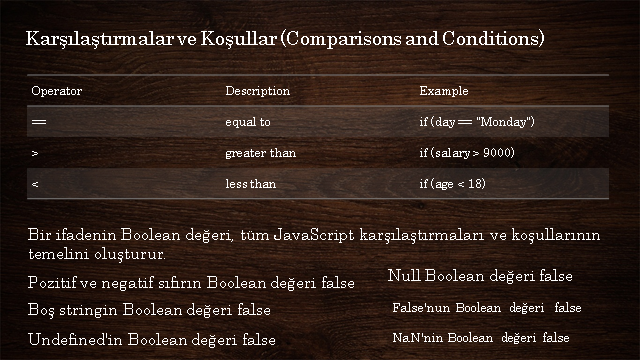 Karşılaştırmalar ve Koşullar (Comparisons and Conditions)
Operator Description Example
== equal to if (day == "Monday")
> greater than if (salary > 9000)
< less than if (age < 18)
Bir ifadenin Boolean değeri, tüm JavaScript karşılaştırmaları ve koşullarının
temelini oluşturur.
Pozitif ve negatif sıfırın Boolean değeri false
Boş stringin Boolean değeri false
Undefined'in Boolean değeri false
Null Boolean değeri false
False'nun Boolean değeri false
NaN'nin Boolean değeri false